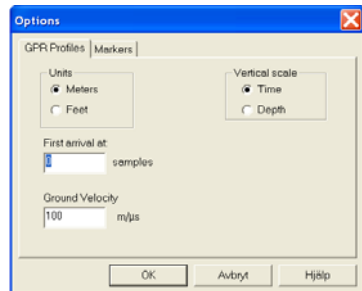 Options
GPR Profiles Markers
Units
Meters
Feet
Vertical scale
Time
Depth
First arrival at:
0 samples
Ground Velocity
100 m/µs
OK Avbryt Hjälp